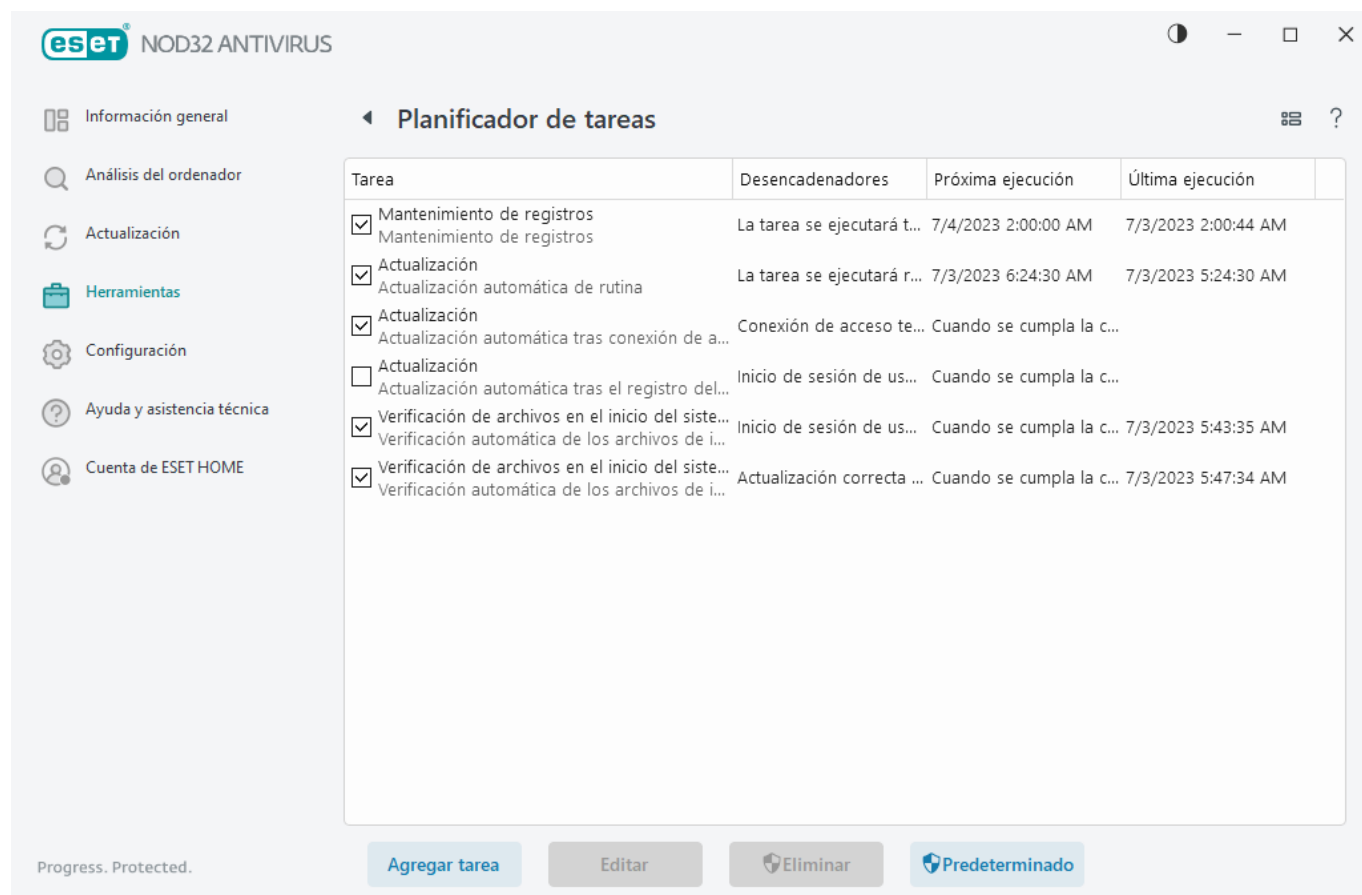 eset® NOD32 ANTIVIRUS
Información general
Análisis del ordenador
Actualización
Herramientas
Configuración
Ayuda y asistencia técnica
Cuenta de ESET HOME
Progress. Protected.
Planificador de tareas ?
Tarea Desencadenadores Próxima ejecución Última ejecución
Mantenimiento de registros
Mantenimiento de registros
La tarea se ejecutará t... 7/4/2023 2:00:00 AM 7/3/2023 2:00:44 AM
Actualización
Actualización automática de rutina
La tarea se ejecutará r... 7/3/2023 6:24:30 AM 7/3/2023 5:24:30 AM
Actualización
Actualización automática tras conexión de a...
Conexión de acceso te... Cuando se cumpla la c...
Actualización
Actualización automática tras el registro del...
Inicio de sesión de us... Cuando se cumpla la c...
Verificación de archivos en el inicio del siste...
Verificación automática de los archivos de i...
Inicio de sesión de us... Cuando se cumpla la c... 7/3/2023 5:43:35 AM
Verificación de archivos en el inicio del siste...
Verificación automática de los archivos de i...
Actualización correcta ... Cuando se cumpla la c... 7/3/2023 5:47:34 AM
Agregar tarea Editar Eliminar Predeterminado